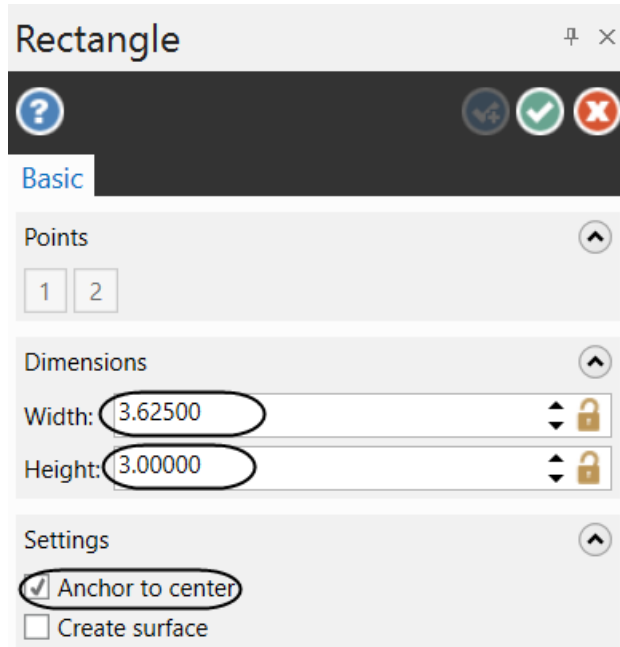 Rectangle
?
Basic
Points
1 2
Dimensions
Width: 3.62500
Height: 3.00000
Settings
Anchor to center
Create surface